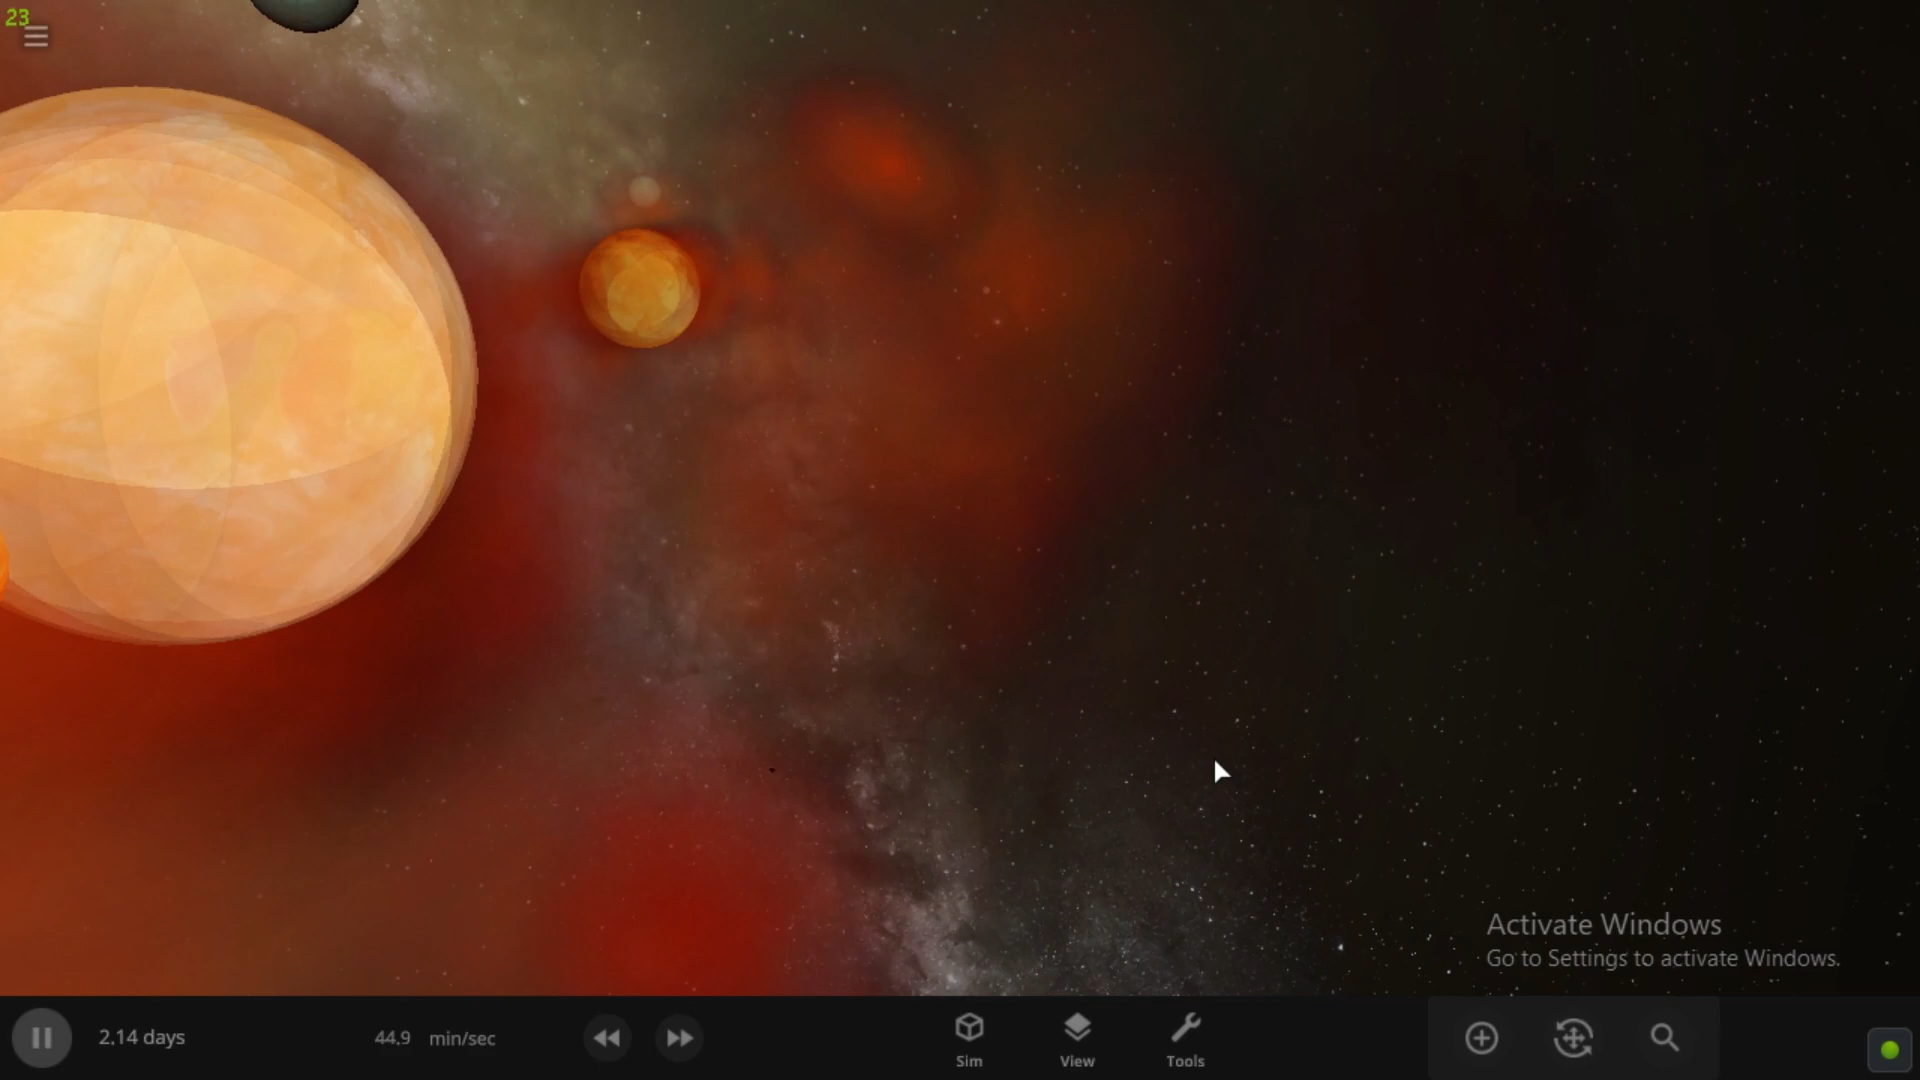 23
Activate Windows
Go to Settings to activate Windows.
2.14 days
44.9 min/sec
Sim
View
Tools